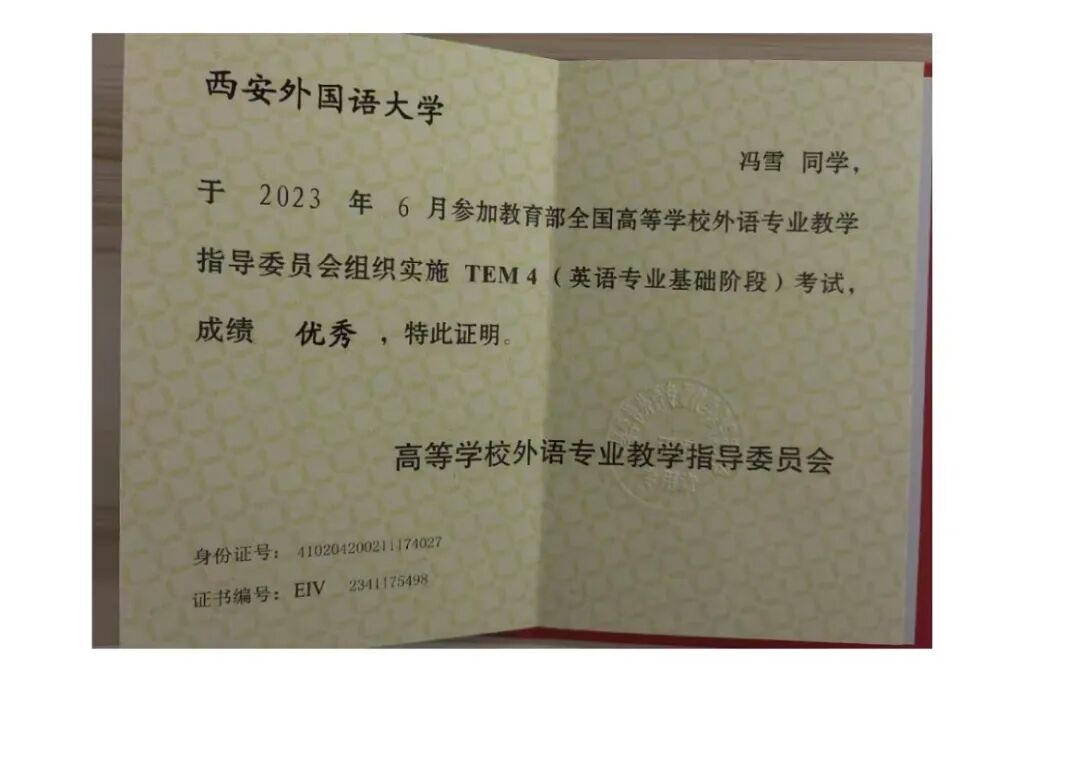 西安外国语大学
冯雪 同学，
于 2023 年 6 月参加教育部全国高等学校外语专业教学
指导委员会组织实施 TEM 4（英语专业基础阶段）考试，
成绩 优秀 ，特此证明。
高等学校外语专业教学指导委员会
身份证号：410204200211174027
证书编号：EIV 2341175498